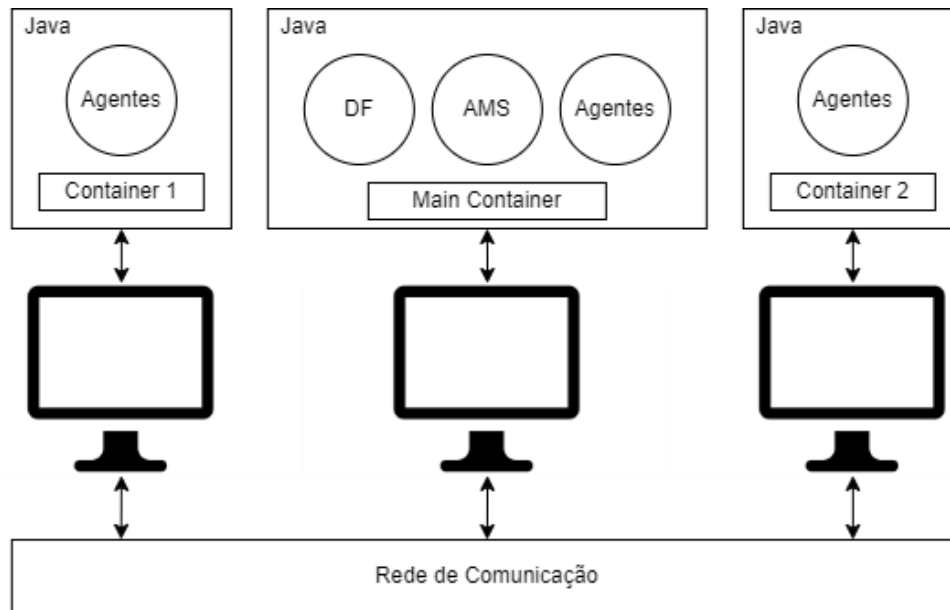 Java
Agentes
Container 1
Java
DF
AMS
Agentes
Main Container
Java
Agentes
Container 2
Rede de Comunicação